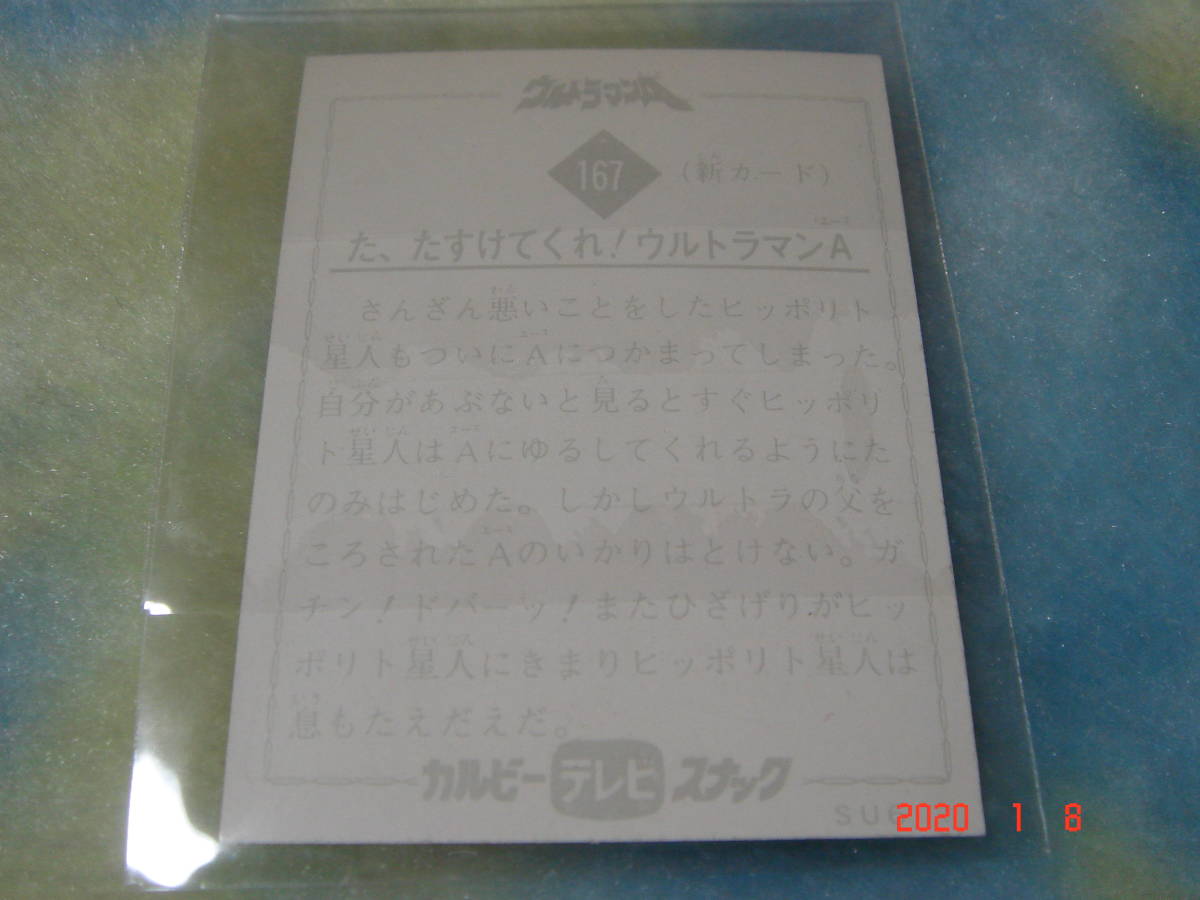 ウルトラマンA
167
(新カード)
た、たすけてくれ！ウルトラマンA
さんざん悪いことをしたヒッポリト
星人もついにAにつかまってしまった。
自分があぶないと見るとすぐヒッポリ
ト星人はAにゆるしてくれるようにた
のみはじめた。しかしウルトラの父を
ころされたAのいかりはとけない。ガ
チン！ドバーッ！またひざげりがヒッ
ポリト星人にきまりヒッポリト星人は
息もたえだえだ。
カルビーテレビスナック
2020 1 8